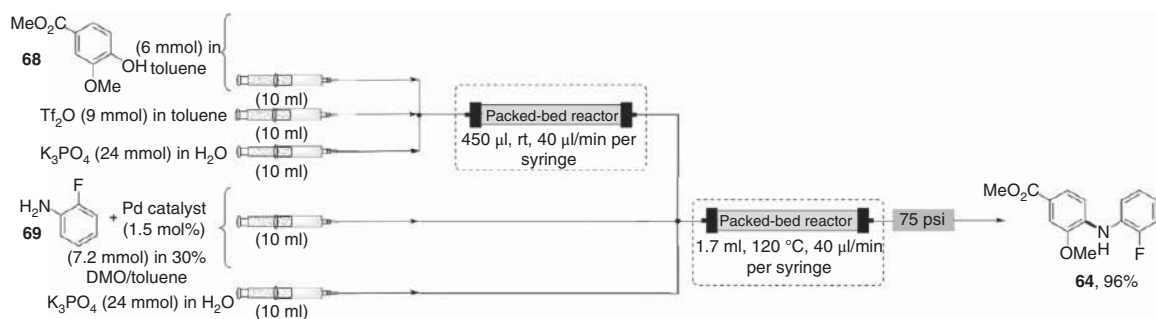 MeO₂C
68
OH
OMe
(6 mmol) in
toluene
(10 ml)
Tf₂O (9 mmol) in toluene
(10 ml)
K₃PO₄ (24 mmol) in H₂O
(10 ml)
Packed-bed reactor
450 µl, rt, 40 µl/min per
syringe
F
H₂N
69
+ Pd catalyst
(1.5 mol%)
(7.2 mmol) in 30%
DMO/toluene
(10 ml)
K₃PO₄ (24 mmol) in H₂O
(10 ml)
Packed-bed reactor
1.7 ml, 120 °C, 40 µl/min
per syringe
75 psi
MeO₂C
OMe
N
H
F
64, 96%